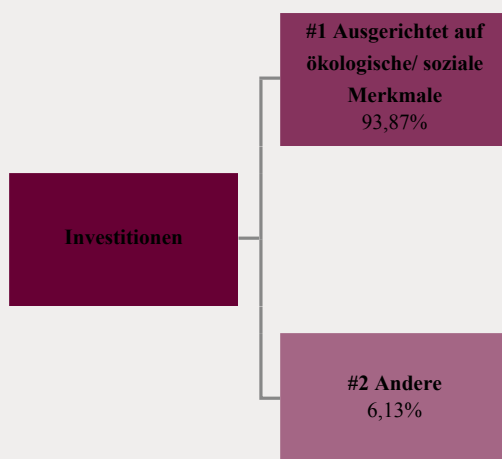 #1 Ausgerichtet auf
ökologische/ soziale
Merkmale
93,87%
Investitionen
#2 Andere
6,13%